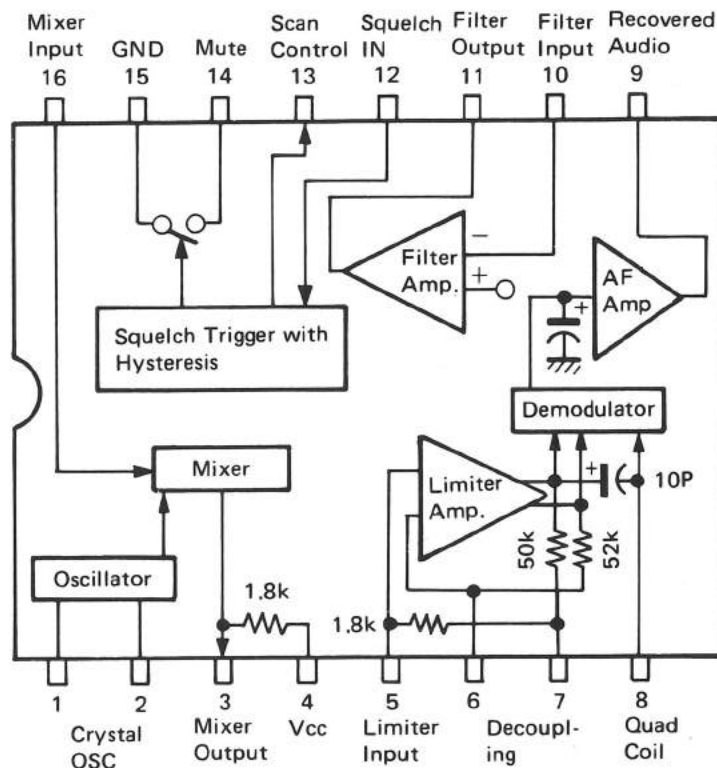 Mixer
Input
16
GND
15
Mute
14
Scan
Control
13
Squelch
IN
12
Filter
Output
11
Filter
Input
10
Recovered
Audio
9
Filter
Amp.
−
+
AF
Amp
+
Squelch Trigger with
Hysteresis
Demodulator
Mixer
Limiter
Amp.
+
10P
50k
52k
Oscillator
1.8k
1.8k
1
2
3
4
5
6
7
8
Crystal
OSC
Mixer
Output
Vcc
Limiter
Input
Decoupl-
ing
Quad
Coil